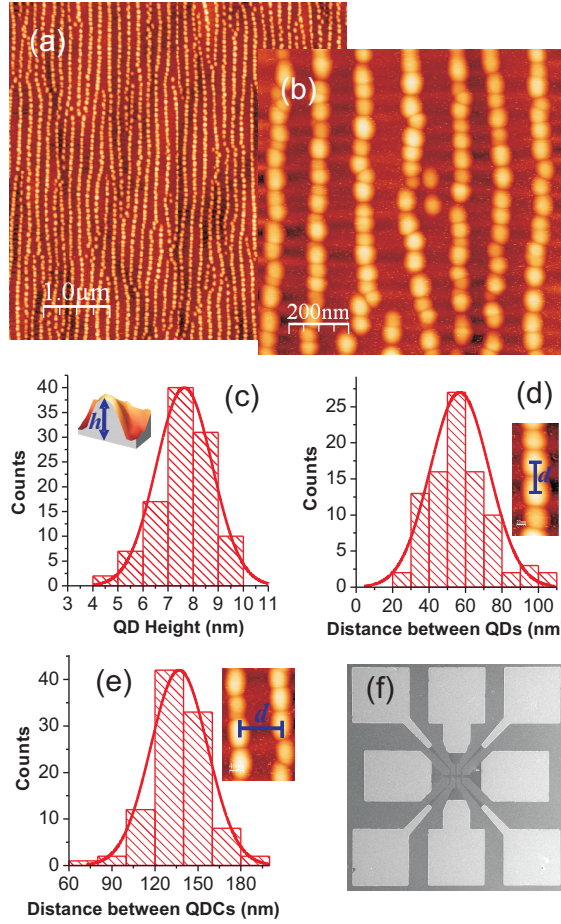 (a)
1.0μm
(b)
200nm
(c)
h
Counts
40
35
30
25
20
15
10
5
0
3 4 5 6 7 8 9 10 11
QD Height (nm)
(d)
d
Counts
25
20
15
10
5
0
0 20 40 60 80 100
Distance between QDs (nm
(e)
d
Counts
40
30
20
10
0
60 90 120 150 180
Distance between QDCs (nm)
(f)